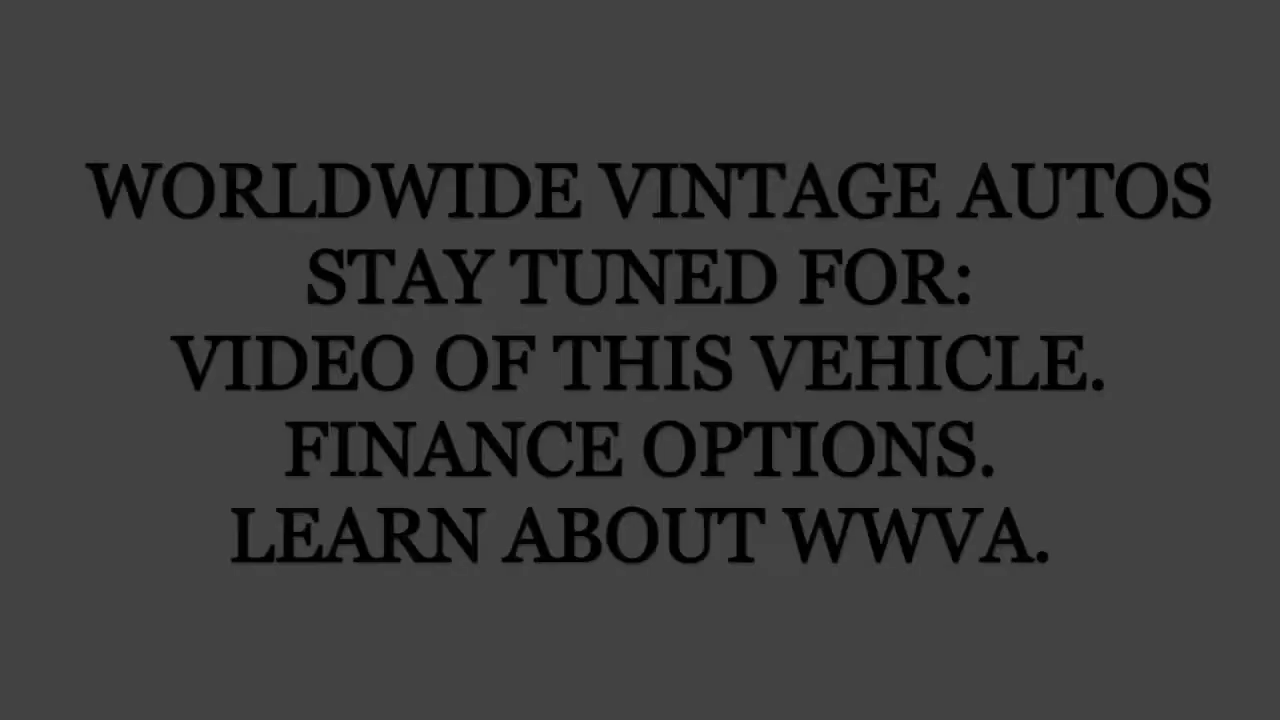 WORLDWIDE VINTAGE AUTOS
STAY TUNED FOR:
VIDEO OF THIS VEHICLE.
FINANCE OPTIONS.
LEARN ABOUT WWVA.